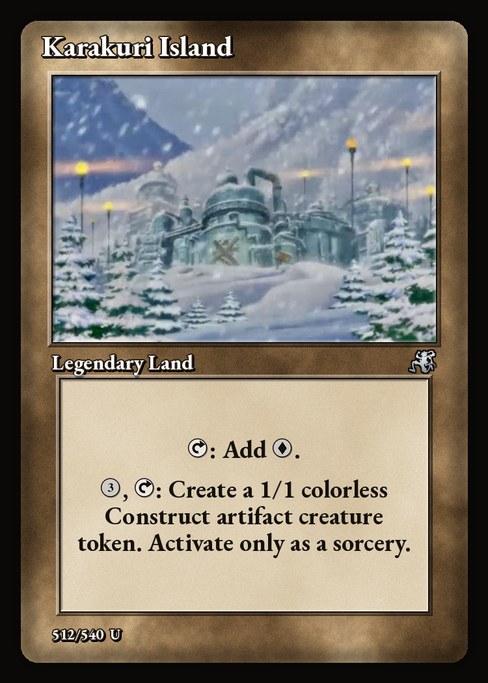 Karakuri Island
Legendary Land
: Add .
3, : Create a 1/1 colorless
Construct artifact creature
token. Activate only as a sorcery.
512/540 U